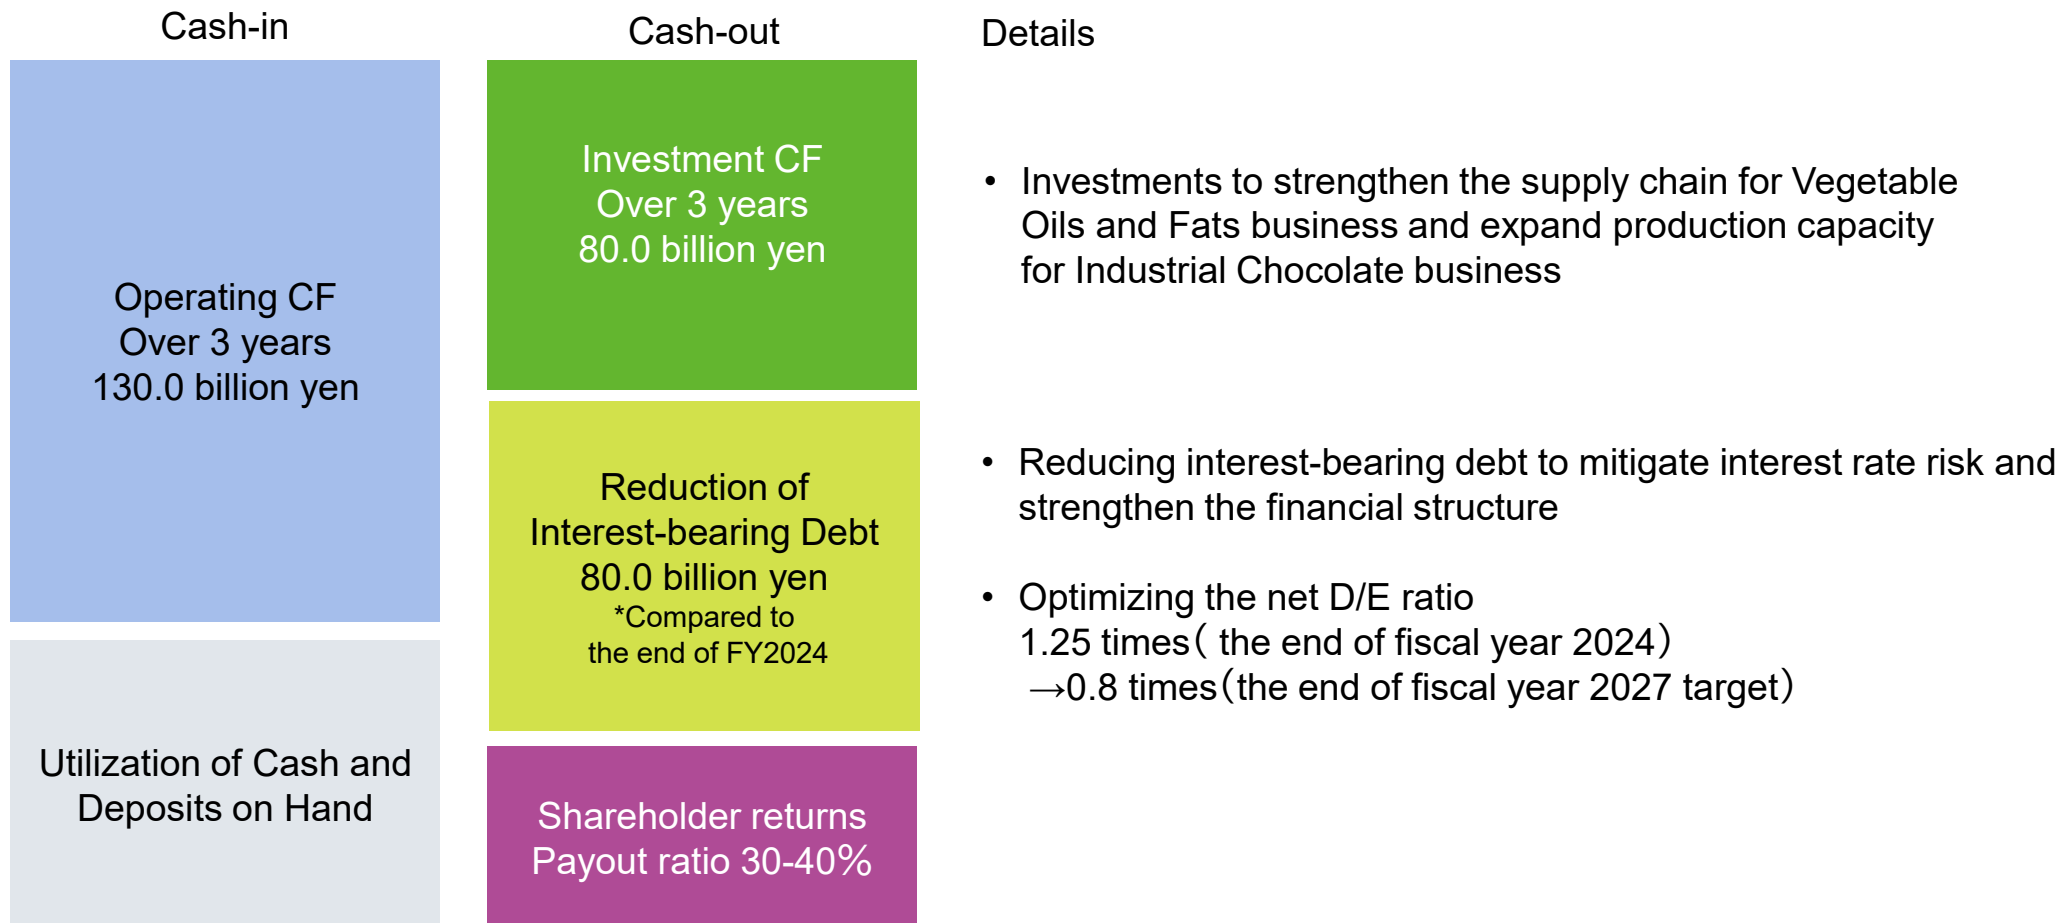 Cash-in
Cash-out
Details
Operating CF
Over 3 years
130.0 billion yen
Utilization of Cash and
Deposits on Hand
Investment CF
Over 3 years
80.0 billion yen
Reduction of
Interest-bearing Debt
80.0 billion yen
*Compared to
the end of FY2024
Shareholder returns
Payout ratio 30-40%
• Investments to strengthen the supply chain for Vegetable
Oils and Fats business and expand production capacity
for Industrial Chocolate business
• Reducing interest-bearing debt to mitigate interest rate risk and
strengthen the financial structure
• Optimizing the net D/E ratio
1.25 times( the end of fiscal year 2024)
→0.8 times(the end of fiscal year 2027 target)